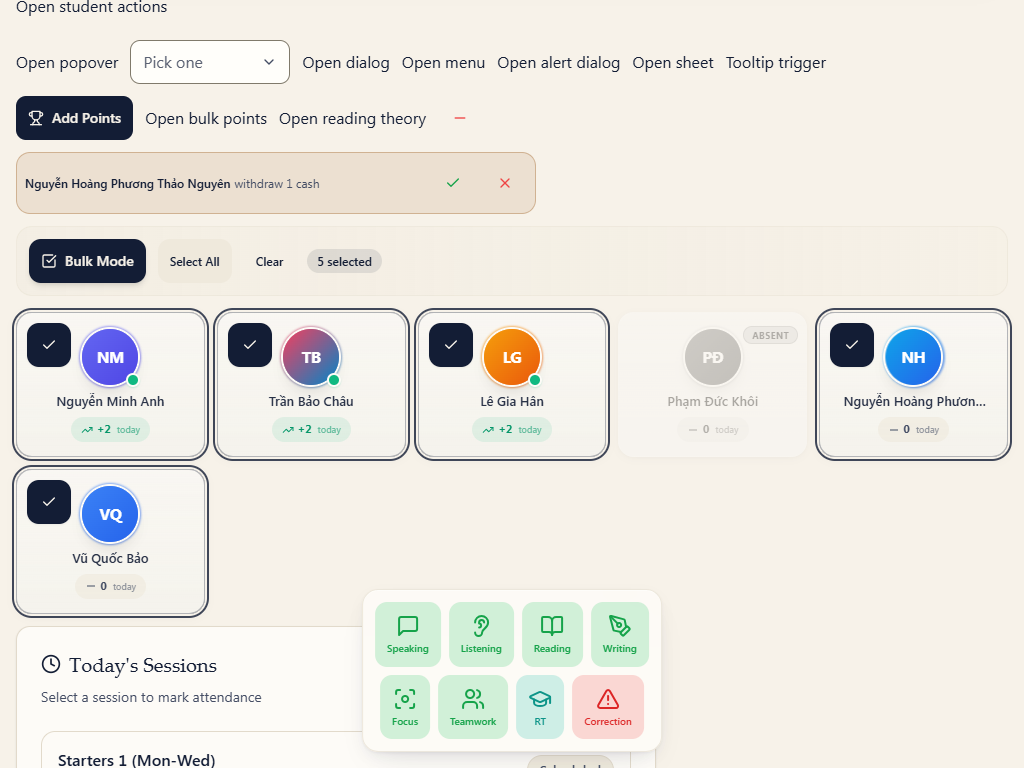 Open student actions
Open popover Pick one Open dialog Open menu Open alert dialog Open sheet Tooltip trigger
Add Points Open bulk points Open reading theory
Nguyễn Hoàng Phương Thảo Nguyên withdraw 1 cash
Bulk Mode Select All Clear 5 selected
NM TB LG PĐ ABSENT NH
Nguyễn Minh Anh Trần Bảo Châu Lê Gia Hân Phạm Đức Khôi Nguyễn Hoàng Phươn...
+2 today +2 today +2 today 0 today 0 today
VQ
Vũ Quốc Bảo
0 today
Speaking Listening Reading Writing
Today's Sessions
Select a session to mark attendance
Focus Teamwork RT Correction
Starters 1 (Mon-Wed)